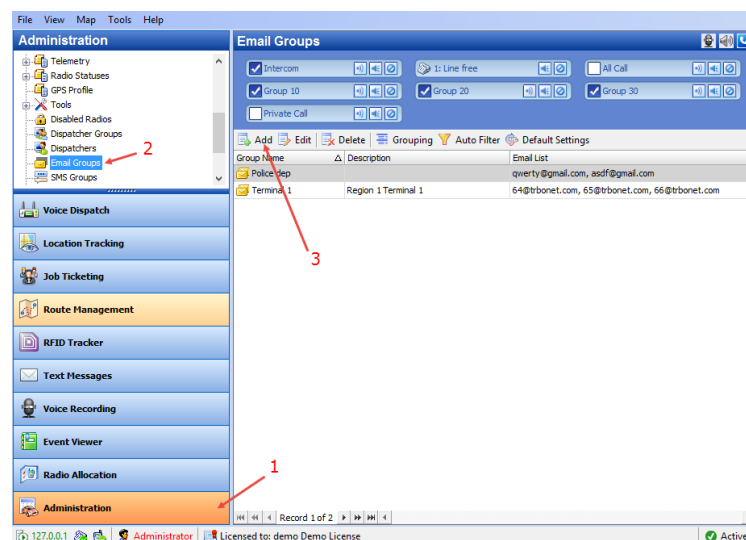 File View Map Tools Help
Administration
Email Groups
Telemetry
Radio Statuses
GPS Profile
Tools
Disabled Radios
Dispatcher Groups
Dispatchers
Email Groups
SMS Groups
2
Intercom
1: Line free
All Call
Group 10
Group 20
Group 30
Private Call
Add Edit Delete Grouping Auto Filter Default Settings
Group Name Description Email List
Police dep qwerty@gmail.com, asdf@gmail.com
Terminal 1 Region 1 Terminal 1 64@trbonet.com, 65@trbonet.com, 66@trbonet.com
3
Voice Dispatch
Location Tracking
Job Ticketing
Route Management
RFID Tracker
Text Messages
Voice Recording
Event Viewer
Radio Allocation
Administration
1
Record 1 of 2
127.0.0.1 Administrator Licensed to: demo Demo License Active